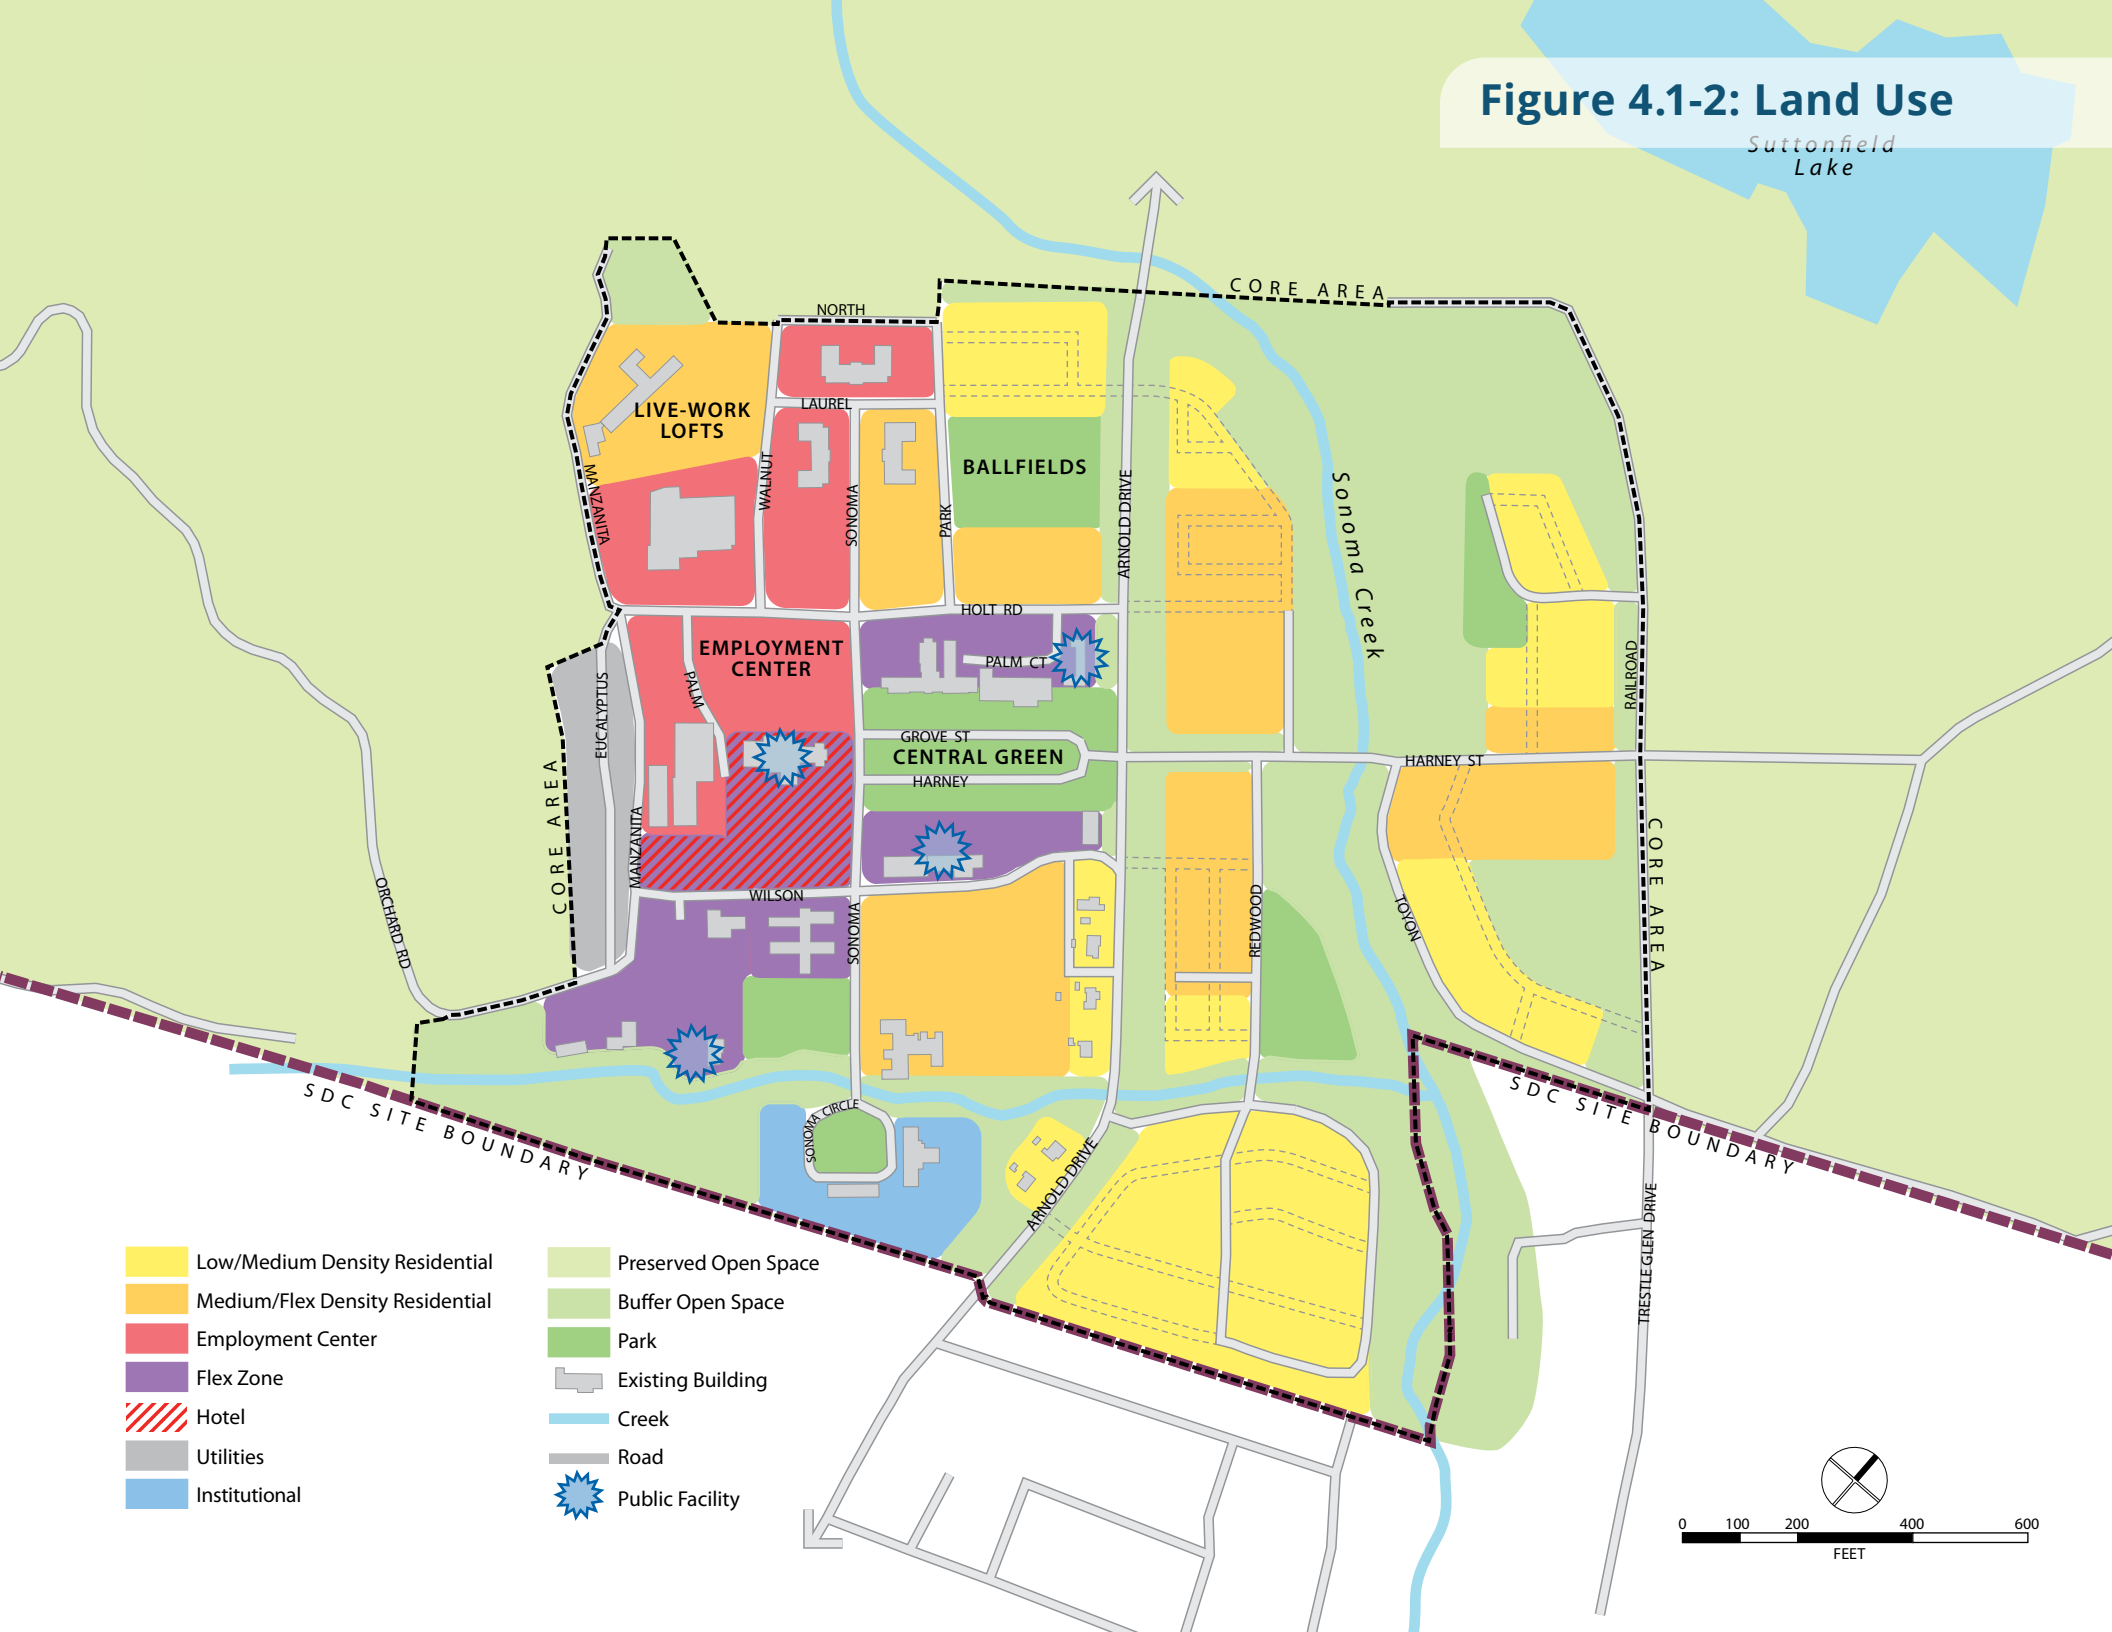 Figure 4.1-2: Land Use
Suttonfield
Lake
CORE AREA
NORTH
LAUREL
LIVE-WORK
LOFTS
BALLFIELDS
MANZANITA
WALNUT
SONOMA
PARK
ARNOLD DRIVE
Sonoma Creek
HOLT RD
EMPLOYMENT
CENTER
PALM CT
PALM
EUCALYPTUS
RAILROAD
GROVE ST
CENTRAL GREEN
HARNEY
HARNEY ST
CORE AREA
MANZANITA
CORE AREA
WILSON
SONOMA
REDWOOD
TOYON
ORCHARD RD
SDC SITE BOUNDARY
SDC SITE BOUNDARY
SONOMA CIRCLE
ARNOLD DRIVE
TRESTLE GLEN DRIVE
Low/Medium Density Residential
Medium/Flex Density Residential
Employment Center
Flex Zone
Hotel
Utilities
Institutional
Preserved Open Space
Buffer Open Space
Park
Existing Building
Creek
Road
Public Facility
0 100 200 400 600
FEET